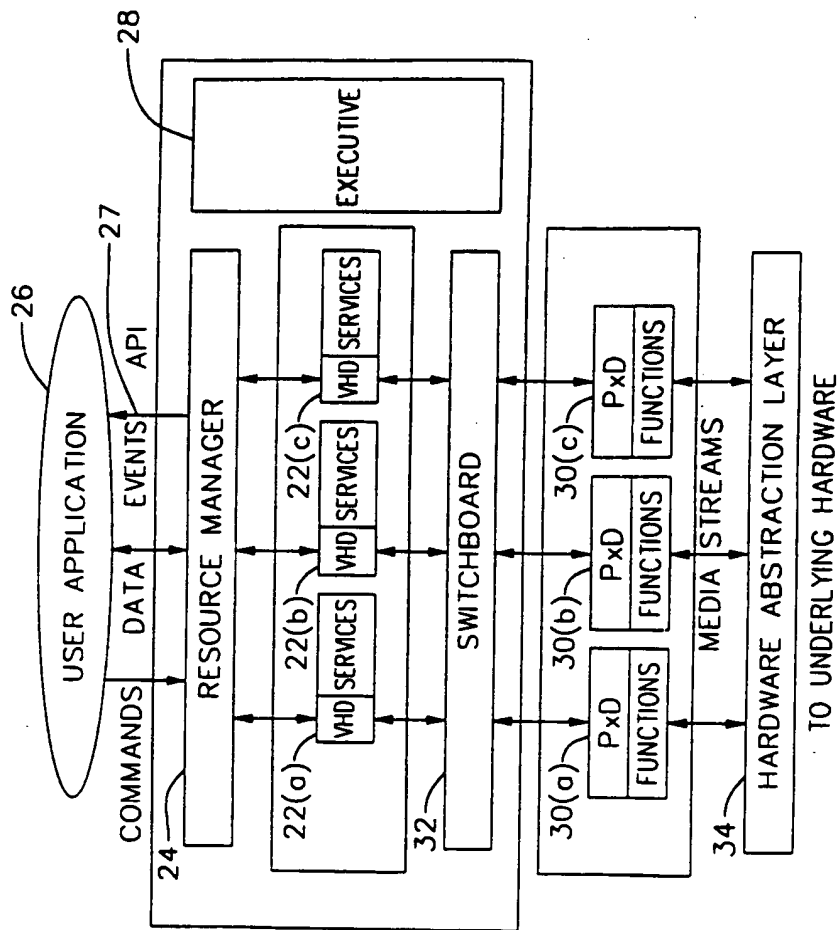 26
USER APPLICATION
27
28
COMMANDS
DATA
EVENTS
API
24
RESOURCE MANAGER
EXECUTIVE
22(a)
VHD
SERVICES
22(b)
VHD
SERVICES
22(c)
VHD
SERVICES
32
SWITCHBOARD
30(a)
PxD
FUNCTIONS
30(b)
PxD
FUNCTIONS
30(c)
PxD
FUNCTIONS
MEDIA STREAMS
34
HARDWARE ABSTRACTION LAYER
TO UNDERLYING HARDWARE